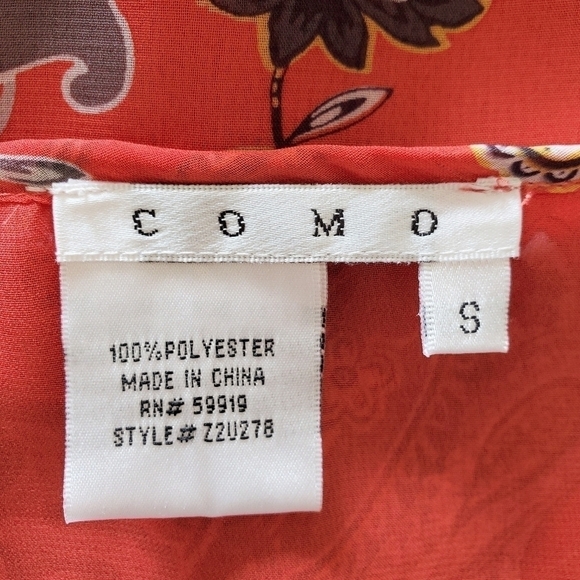 COMO
S
100%POLYESTER
MADE IN CHINA
RN# 59919
STYLE# Z2U278